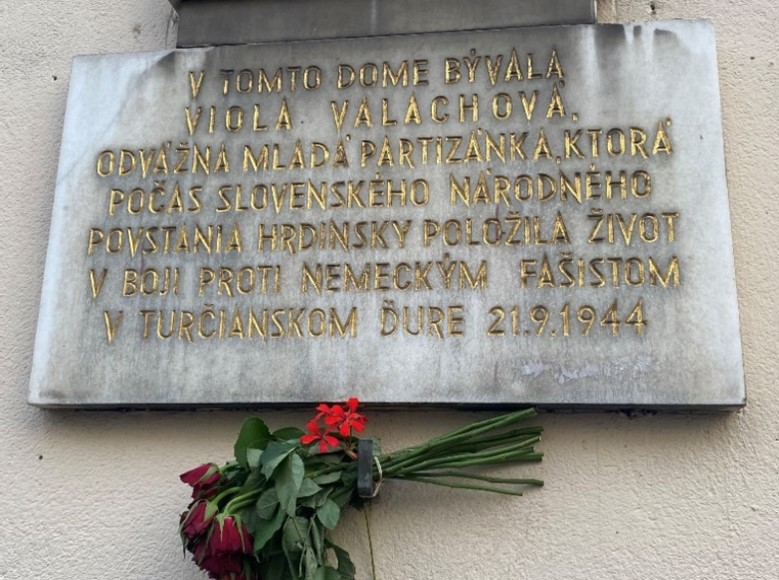 V TOMTO DOME BÝVALA
VIOLA VALACHOVÁ,
ODVÁŽNA MLADÁ PARTIZÁNKA, KTORÁ
POČAS SLOVENSKÉHO NÁRODNÉHO
POVSTANIA HRDINSKY POLOŽILA ŽIVOT
V BOJI PROTI NEMECKÝM FAŠISTOM
V TURČIANSKOM ĎURE 21.9.1944